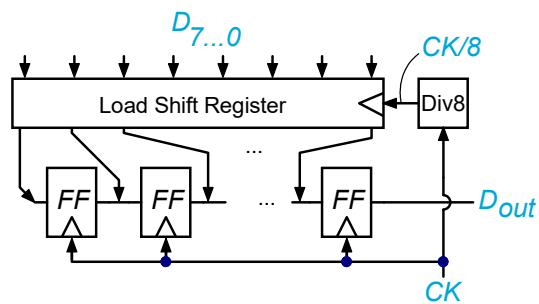 D7...0
CK/8
Load Shift Register
Div8
...
FF
FF
...
FF
Dout
CK